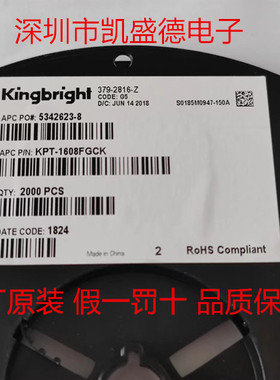 深圳市凯盛德电子
Kingbright
379-2816-Z
CODE: G5
D/C: JUN 14 2018
S0185M0947-150A
APC PO#: 5342623-8
APC P/N: KPT-1608FGCK
QTY: 2000 PCS
DATE CODE: 1824
Made in China
2
RoHS Compliant
厂原装 假一罚十 品质保